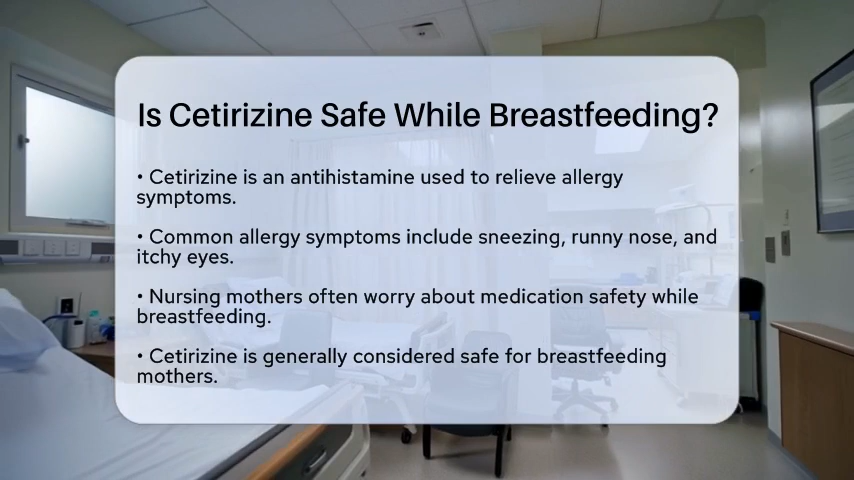 Is Cetirizine Safe While Breastfeeding?
• Cetirizine is an antihistamine used to relieve allergy
symptoms.
• Common allergy symptoms include sneezing, runny nose, and
itchy eyes.
• Nursing mothers often worry about medication safety while
breastfeeding.
• Cetirizine is generally considered safe for breastfeeding
mothers.